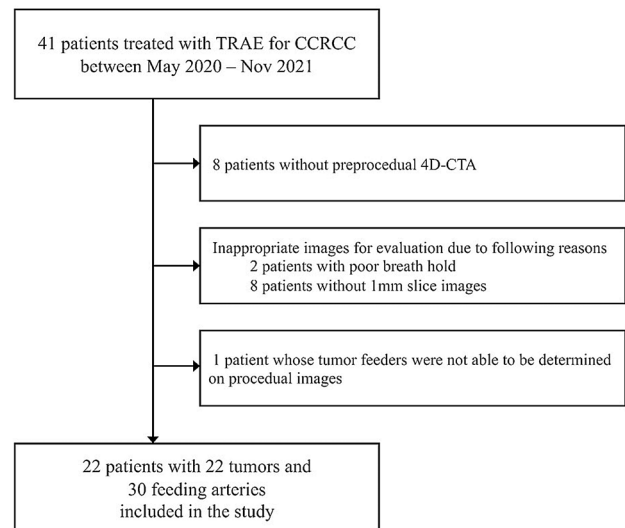 41 patients treated with TRAE for CCRCC
between May 2020 – Nov 2021
8 patients without preprocedual 4D-CTA
Inappropriate images for evaluation due to following reasons
2 patients with poor breath hold
8 patients without 1mm slice images
1 patient whose tumor feeders were not able to be determined
on procedual images
22 patients with 22 tumors and
30 feeding arteries
included in the study